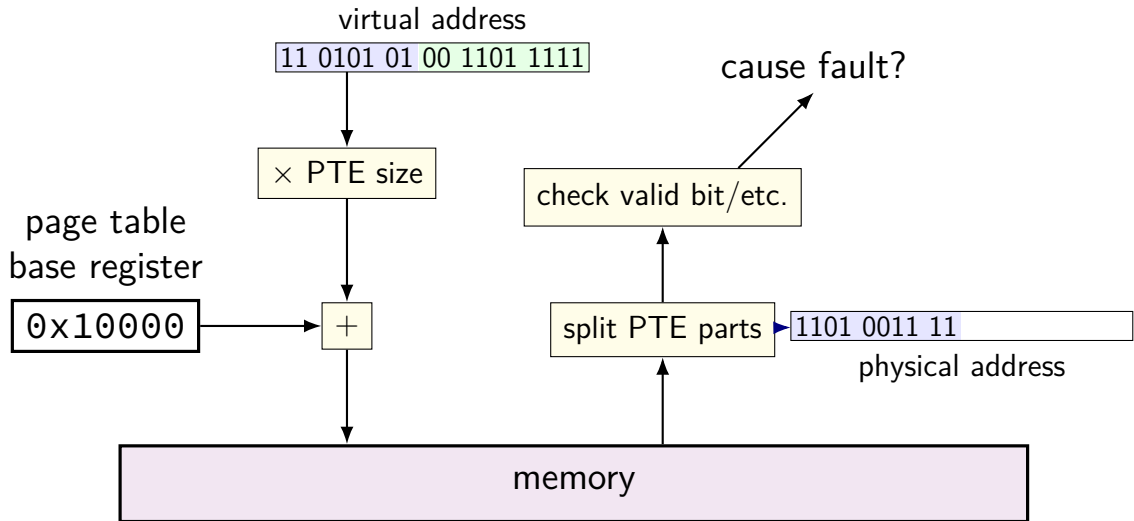 virtual address
11 0101 01 00 1101 1111
cause fault?
× PTE size
check valid bit/etc.
page table
base register
0x10000
+
split PTE parts
1101 0011 11
physical address
memory